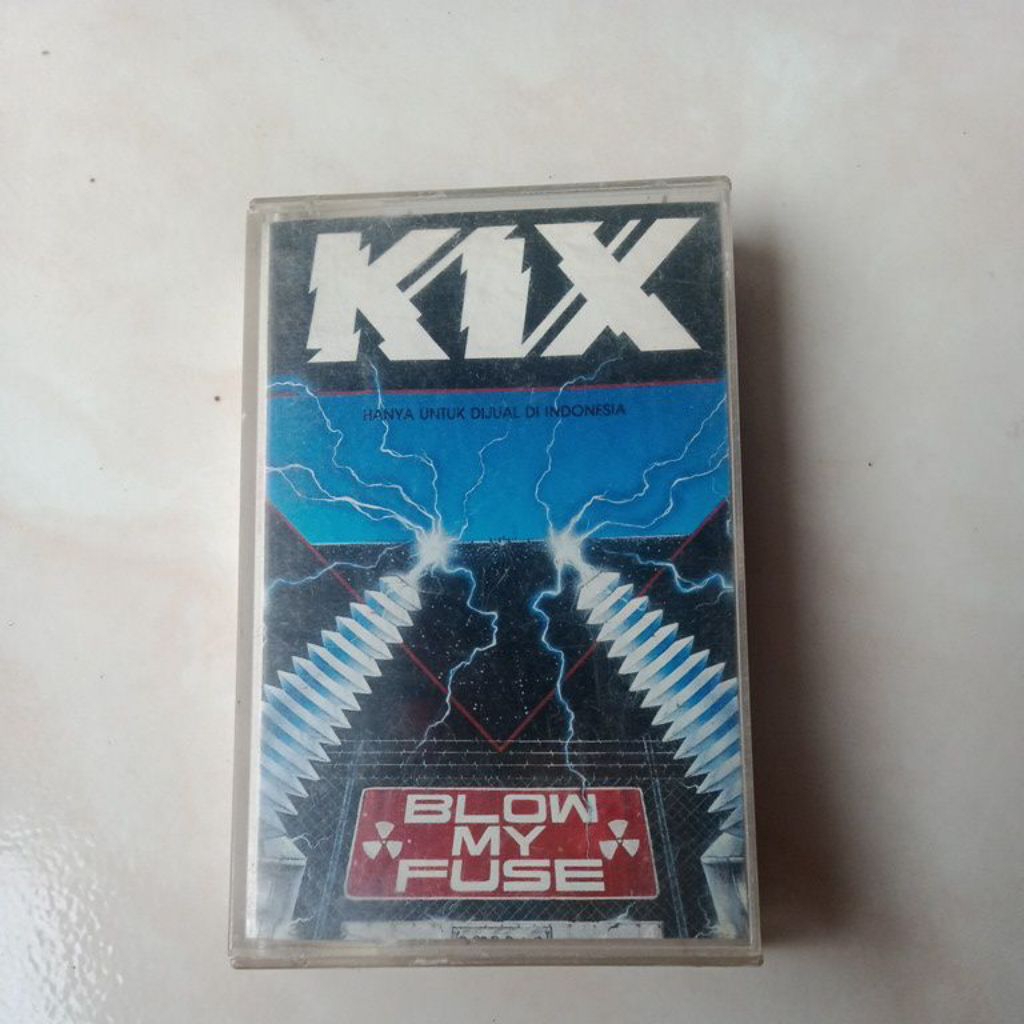 KIX
HANYA UNTUK DIJUAL DI INDONESIA
BLOW
MY
FUSE